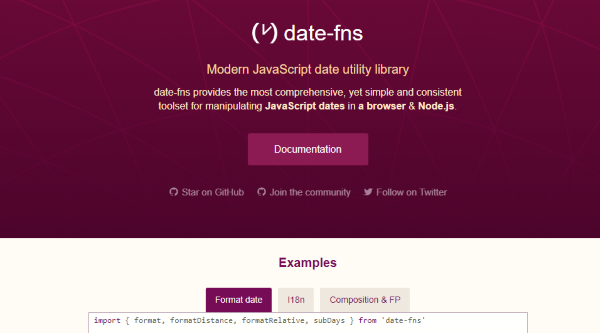 date-fns
Modern JavaScript date utility library
date-fns provides the most comprehensive, yet simple and consistent
toolset for manipulating JavaScript dates in a browser & Node.js.
Documentation
Star on GitHub Join the community Follow on Twitter
Examples
Format date I18n Composition & FP
import { format, formatDistance, formatRelative, subDays } from 'date-fns'